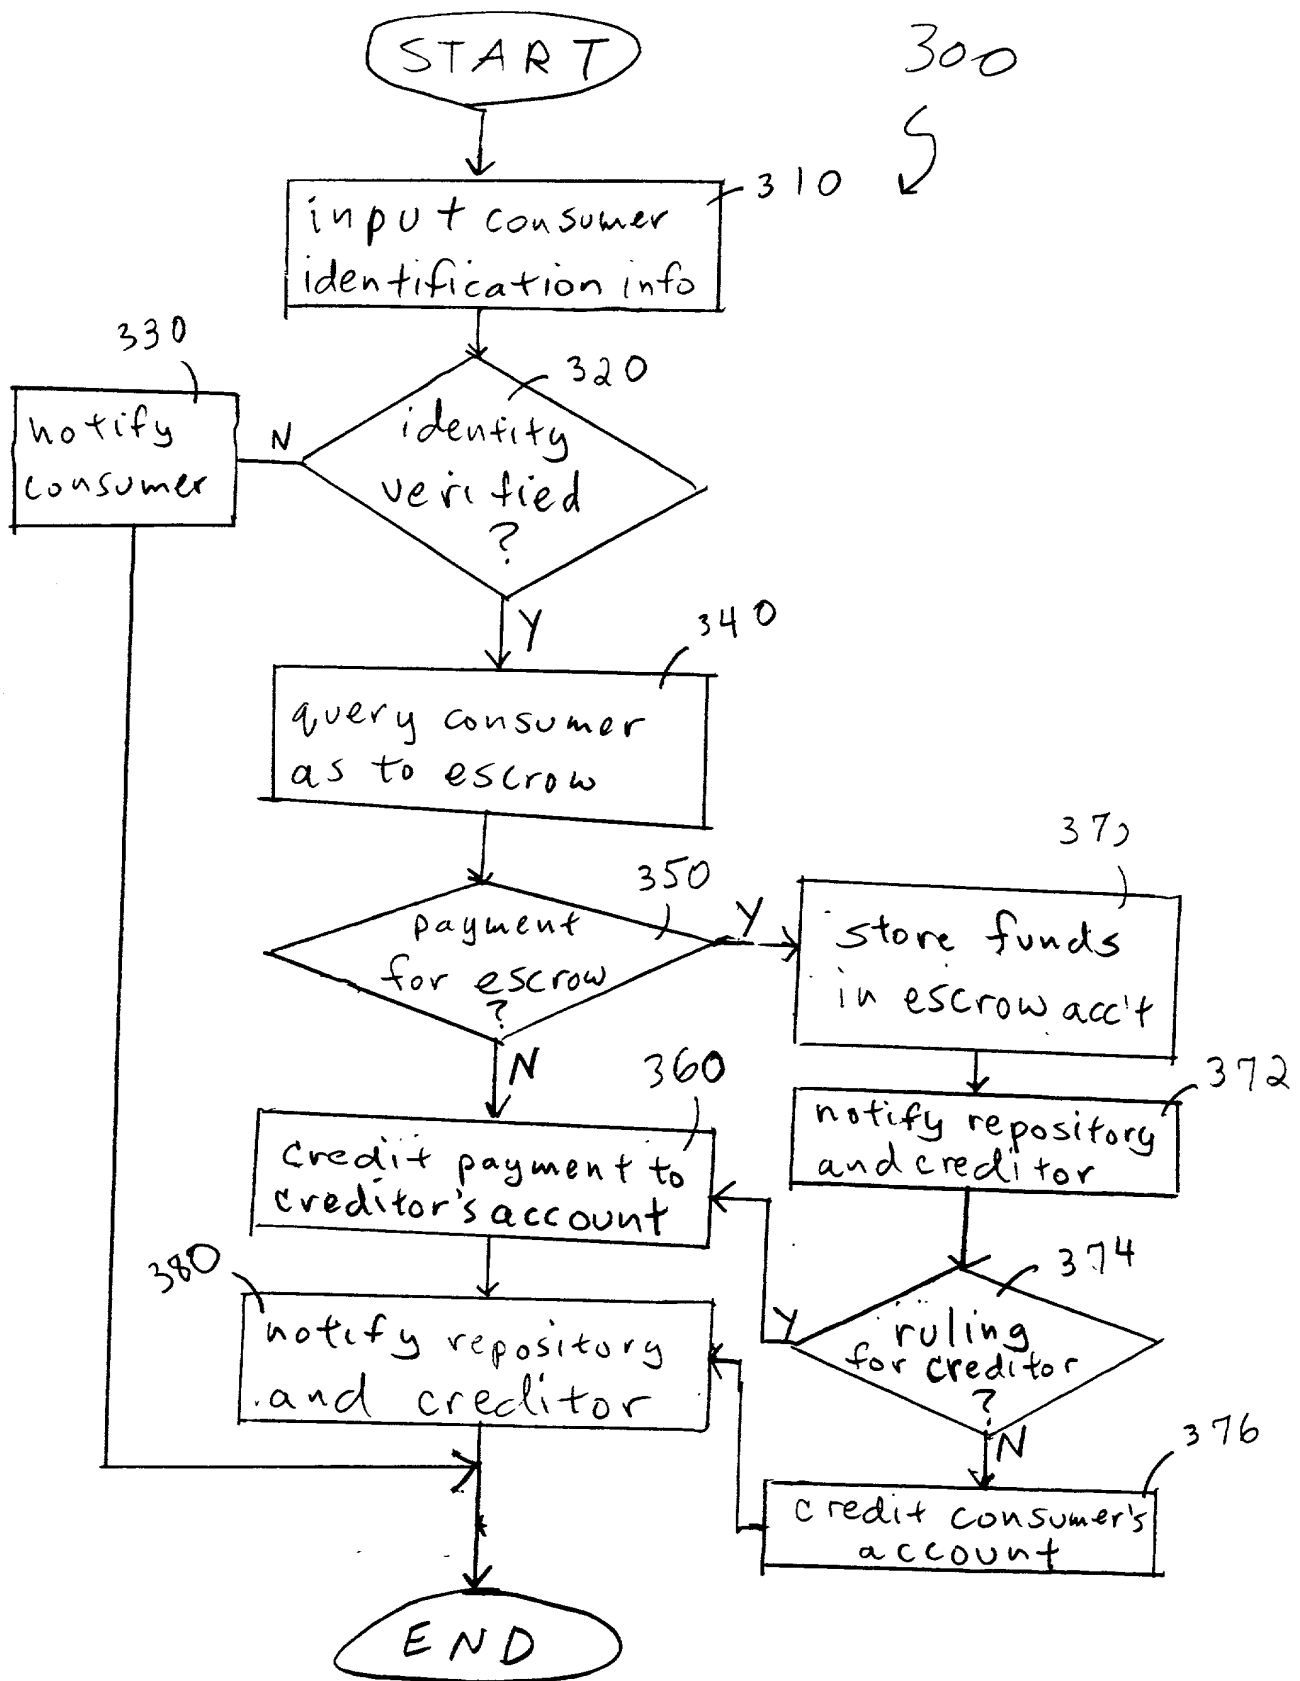 START
300
310
input consumer
identification info
330
320
notify
consumer
N
identity
verified
?
Y
340
query consumer
as to escrow
350
payment
for escrow
?
Y
N
store funds
in escrow acc't
372
notify repository
and creditor
360
credit payment to
creditor's account
374
ruling
for creditor
?
Y
N
380
notify repository
and creditor
376
credit consumer's
account
END